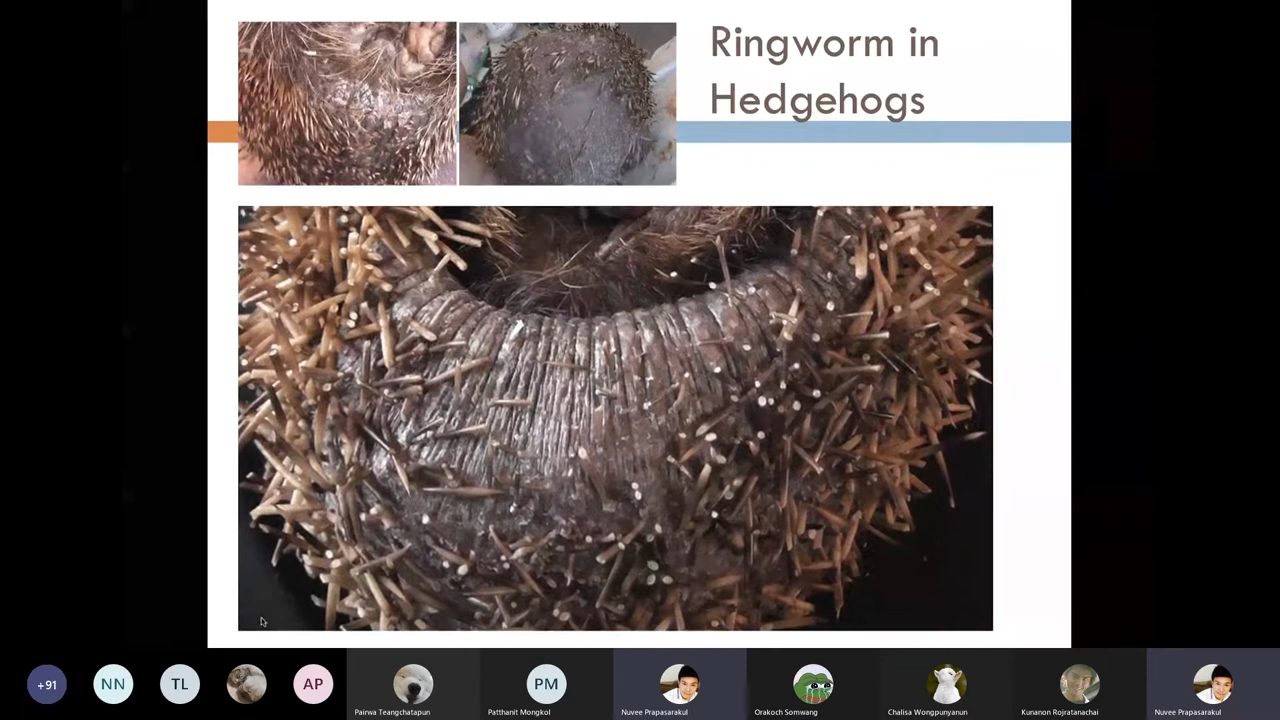 Ringworm in
Hedgehogs
+91
NN
TL
AP
PM
Pairwa Teangchatapun
Patthanit Mongkol
Nuvee Prapasarakul
Orakoch Somwang
Chalisa Wongpunyanun
Kunanon Rojratanachai
Nuvee Prapasarakul